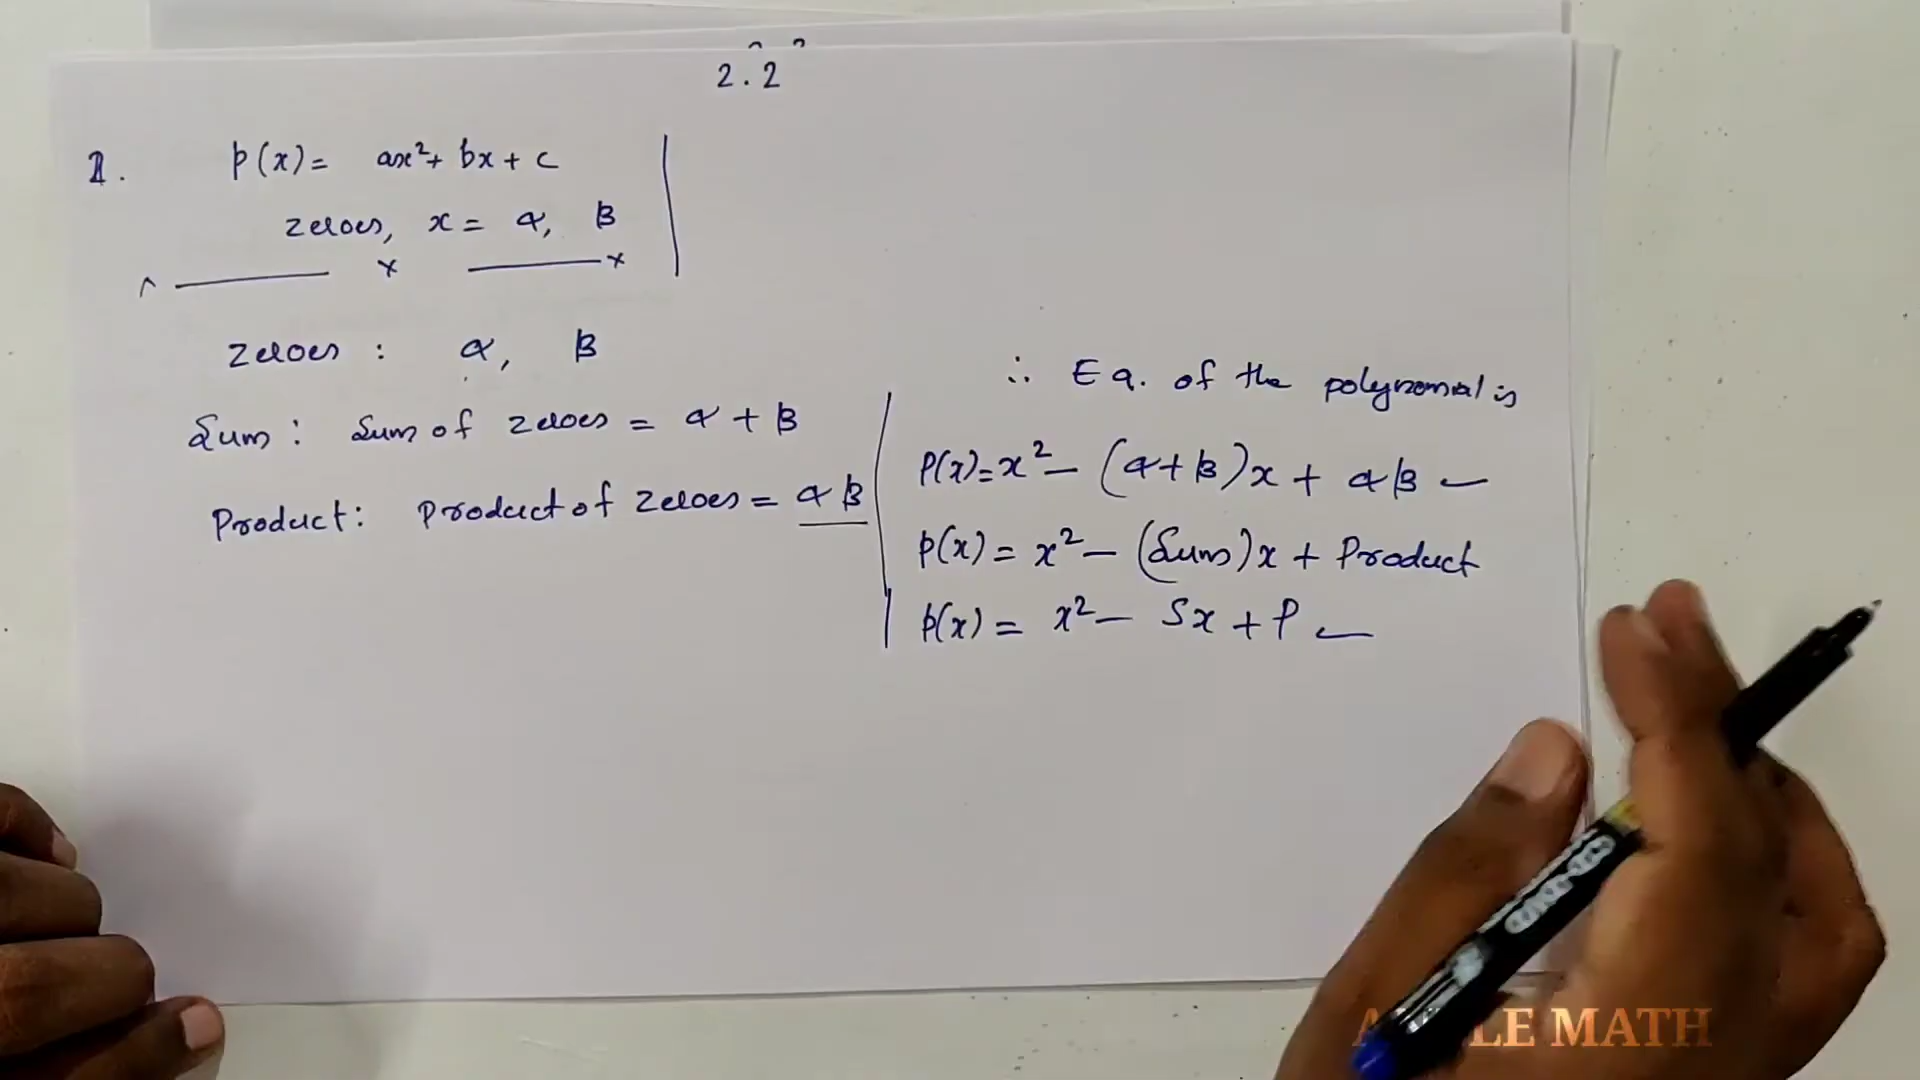 2.2
1. p(x) = ax² + bx + c
zeroes, x = α, β
zeroes : α, β
Sum : Sum of zeroes = α + β
Product : Product of zeroes = αβ
∴ Eq. of the polynomial is
P(x) = x² – (α+β)x + αβ
p(x) = x² – (Sum)x + Product
p(x) = x² – Sx + P
LE MATH